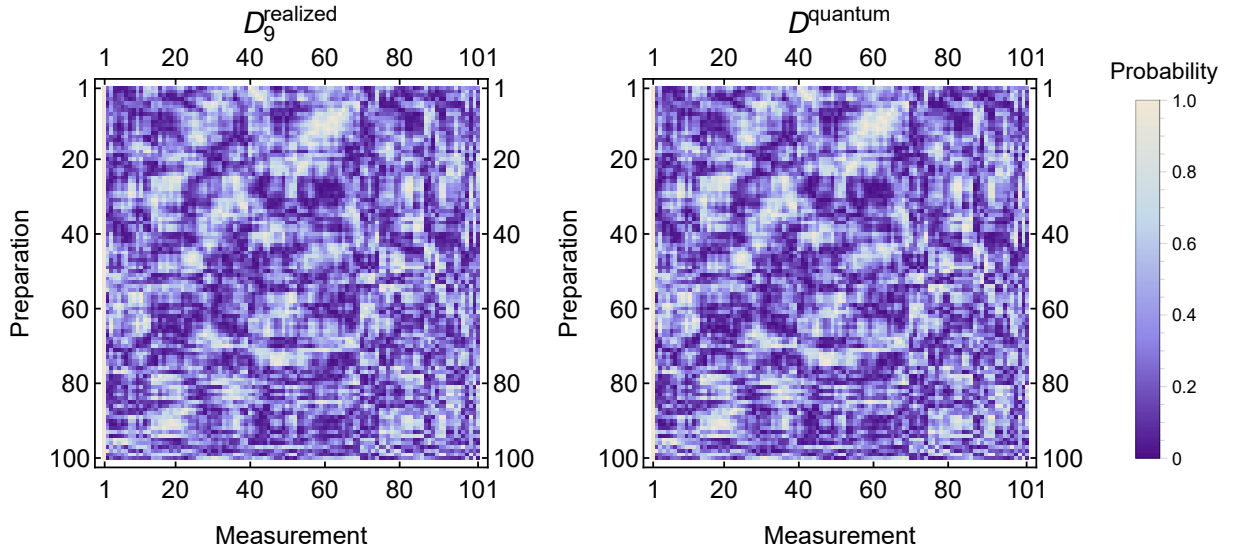 D₉^realized
D^quantum
1 20 40 60 80 101
1 20 40 60 80 101
Probability
1 1 1 1
1.0
20 20 20 20
0.8
Preparation
Preparation
40 40 40 40
0.6
60 60 60 60
0.4
80 80 80 80
0.2
100 100 100 100
0
1 20 40 60 80 101
1 20 40 60 80 101
Measurement
Measurement